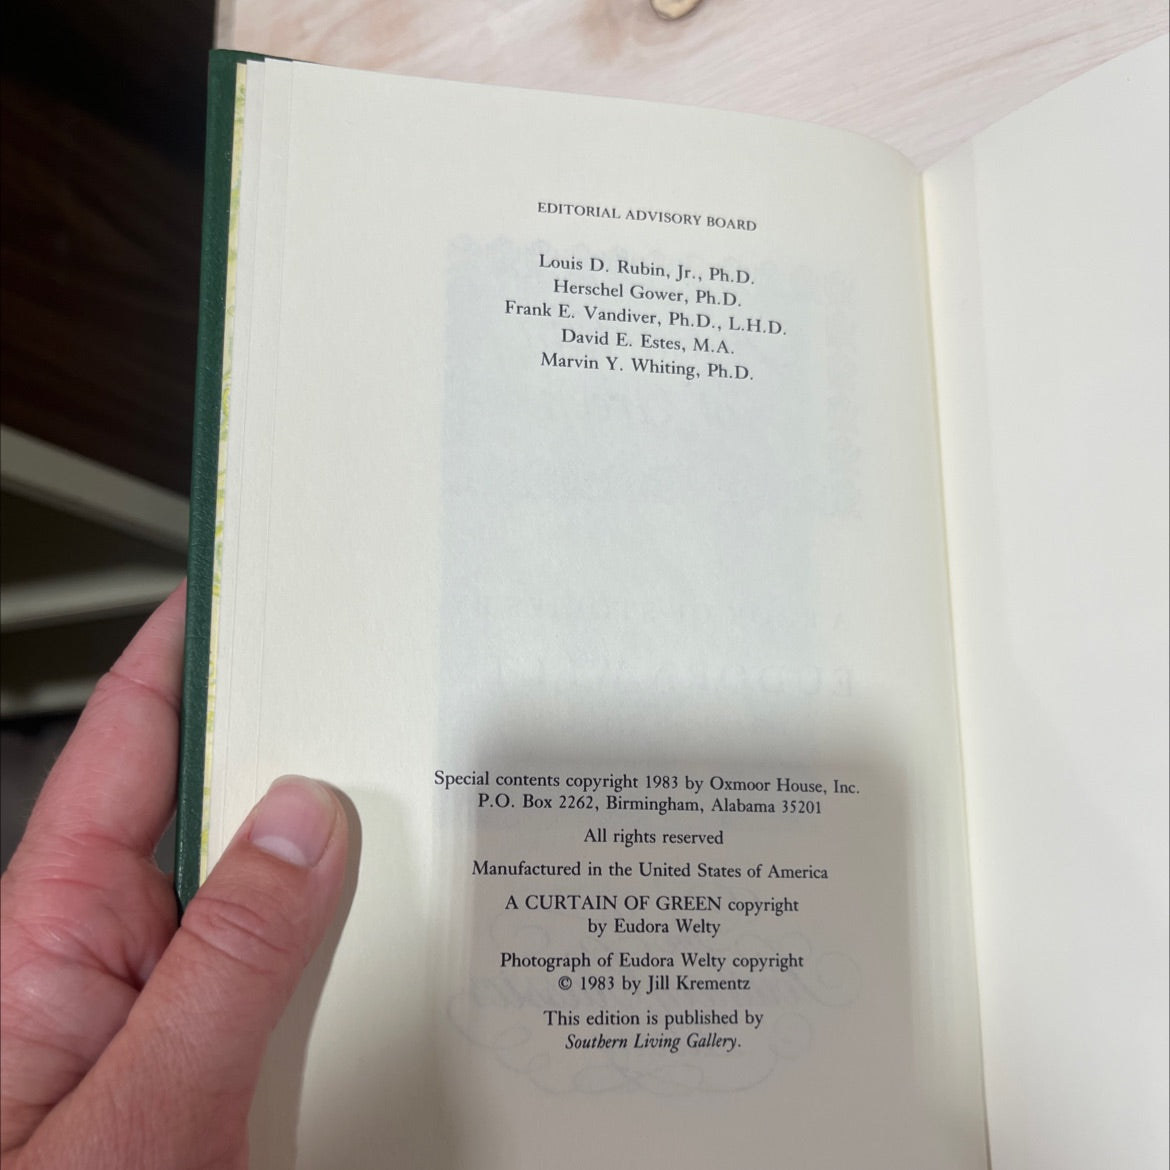 EDITORIAL ADVISORY BOARD
Louis D. Rubin, Jr., Ph.D.
Herschel Gower, Ph.D.
Frank E. Vandiver, Ph.D., L.H.D.
David E. Estes, M.A.
Marvin Y. Whiting, Ph.D.
Special contents copyright 1983 by Oxmoor House, Inc.
P.O. Box 2262, Birmingham, Alabama 35201
All rights reserved
Manufactured in the United States of America
A CURTAIN OF GREEN copyright
by Eudora Welty
Photograph of Eudora Welty copyright
© 1983 by Jill Krementz
This edition is published by
Southern Living Gallery.